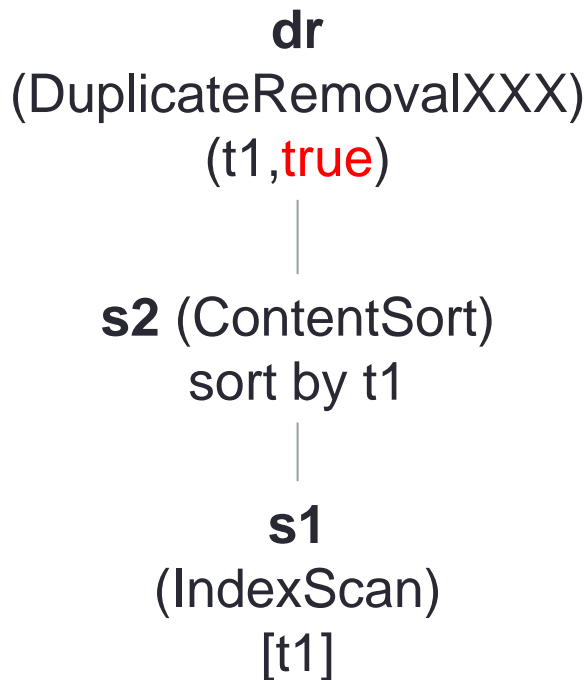 dr
(DuplicateRemovalXXX)
(t1,true)
s2 (ContentSort)
sort by t1
s1
(IndexScan)
[t1]